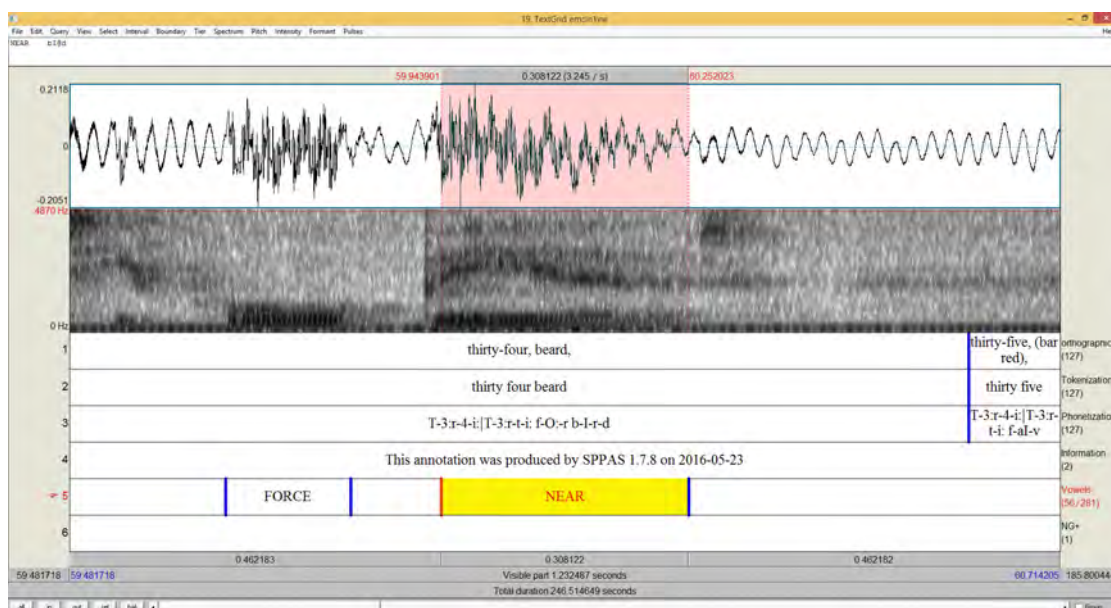 19. TextGrid
File Edit Query View Select Interval Boundary Tier Spectrum Pitch Intensity Formant Pulses He
NEAR
59.943901 0.308122 (3.245 / s) 60.252023
0.2118
0
-0.2051
4870 Hz
0 Hz
1 thirty-four, beard, thirty-five, (bar red), orthographic (127)
2 thirty four beard thirty five Tokenization (127)
3 T-3:r-4-i:|T-3:r-t-i: f-O:-r b-I-r-d T-3:r-4-i:|T-3:r-t-i: f-aI-v Phonetizatio (127)
4 This annotation was produced by SPPAS 1.7.8 on 2016-05-23 Information (2)
5 FORCE NEAR Vowels (56/281)
6 NG+ (1)
0.462183 0.308122 0.462182
59.481718 59.481718 Visible part 1.232487 seconds 60.714205 185.80044
Total duration 246.514649 seconds